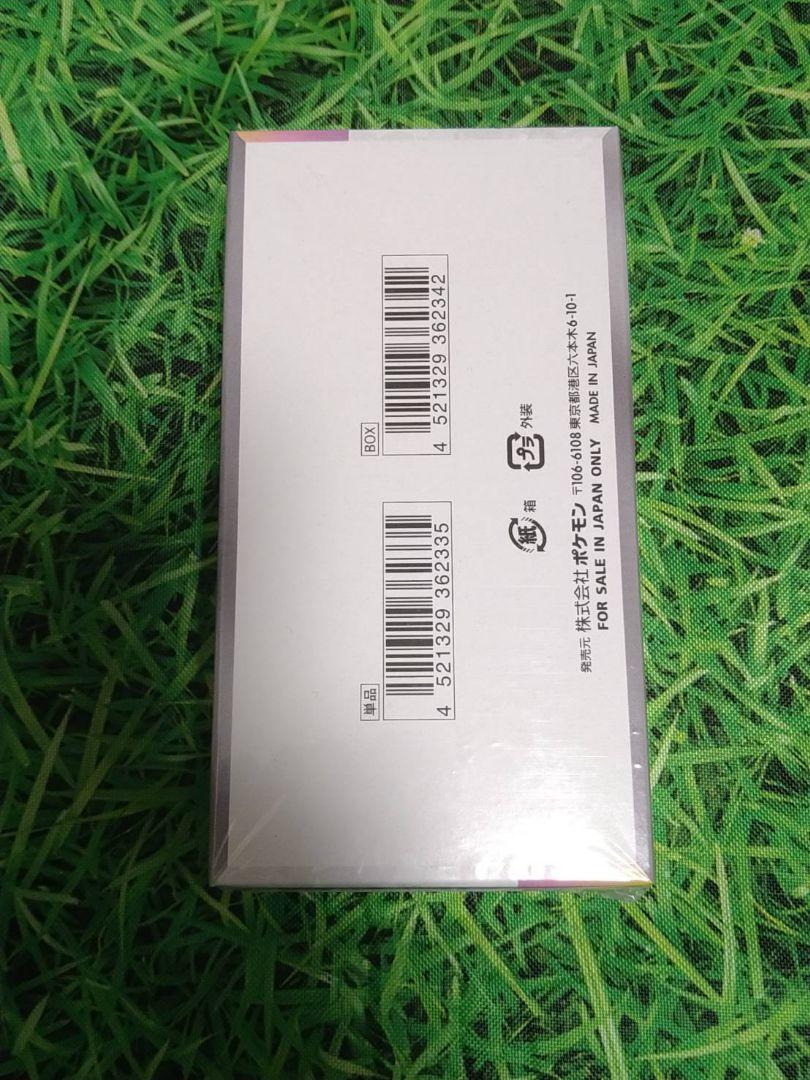 単品
4 521329 362335
BOX
4 521329 362342
紙 箱
プラ 外装
発売元 株式会社 ポケモン 〒106-6108 東京都港区六本木6-10-1
FOR SALE IN JAPAN ONLY MADE IN JAPAN